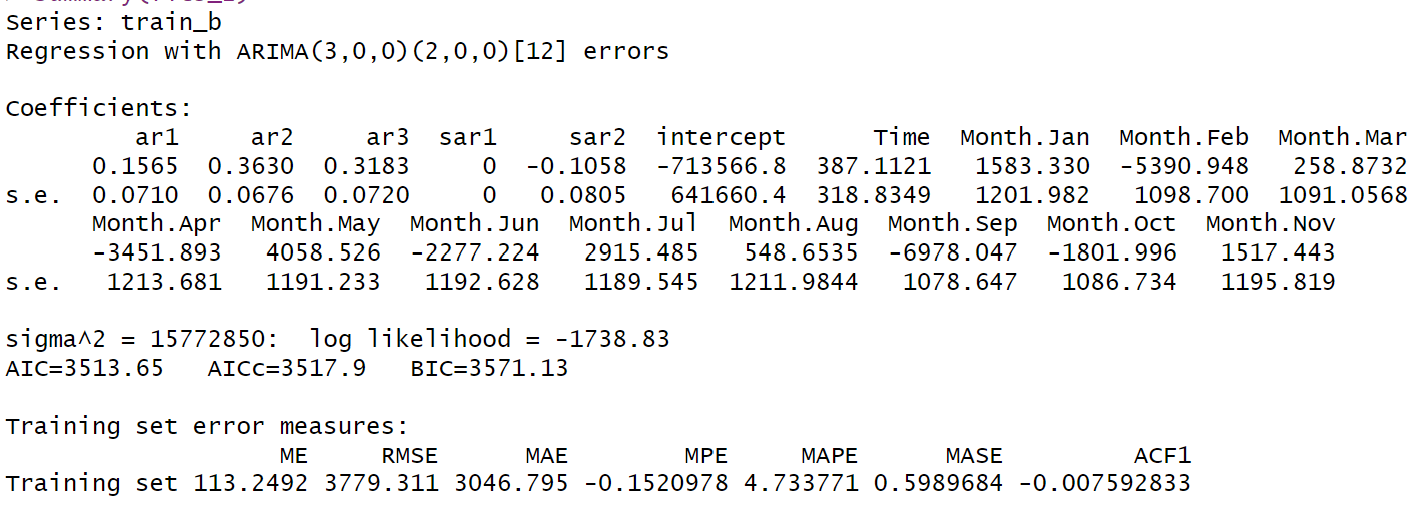 Series: train_b
Regression with ARIMA(3,0,0)(2,0,0)[12] errors
Coefficients:
ar1 ar2 ar3 sar1 sar2 intercept Time Month.Jan Month.Feb Month.Mar
0.1565 0.3630 0.3183 0 -0.1058 -713566.8 387.1121 1583.330 -5390.948 258.8732
s.e. 0.0710 0.0676 0.0720 0 0.0805 641660.4 318.8349 1201.982 1098.700 1091.0568
Month.Apr Month.May Month.Jun Month.Jul Month.Aug Month.Sep Month.Oct Month.Nov
-3451.893 4058.526 -2277.224 2915.485 548.6535 -6978.047 -1801.996 1517.443
s.e. 1213.681 1191.233 1192.628 1189.545 1211.9844 1078.647 1086.734 1195.819
sigma^2 = 15772850: log likelihood = -1738.83
AIC=3513.65 AICc=3517.9 BIC=3571.13
Training set error measures:
ME RMSE MAE MPE MAPE MASE ACF1
Training set 113.2492 3779.311 3046.795 -0.1520978 4.733771 0.5989684 -0.007592833